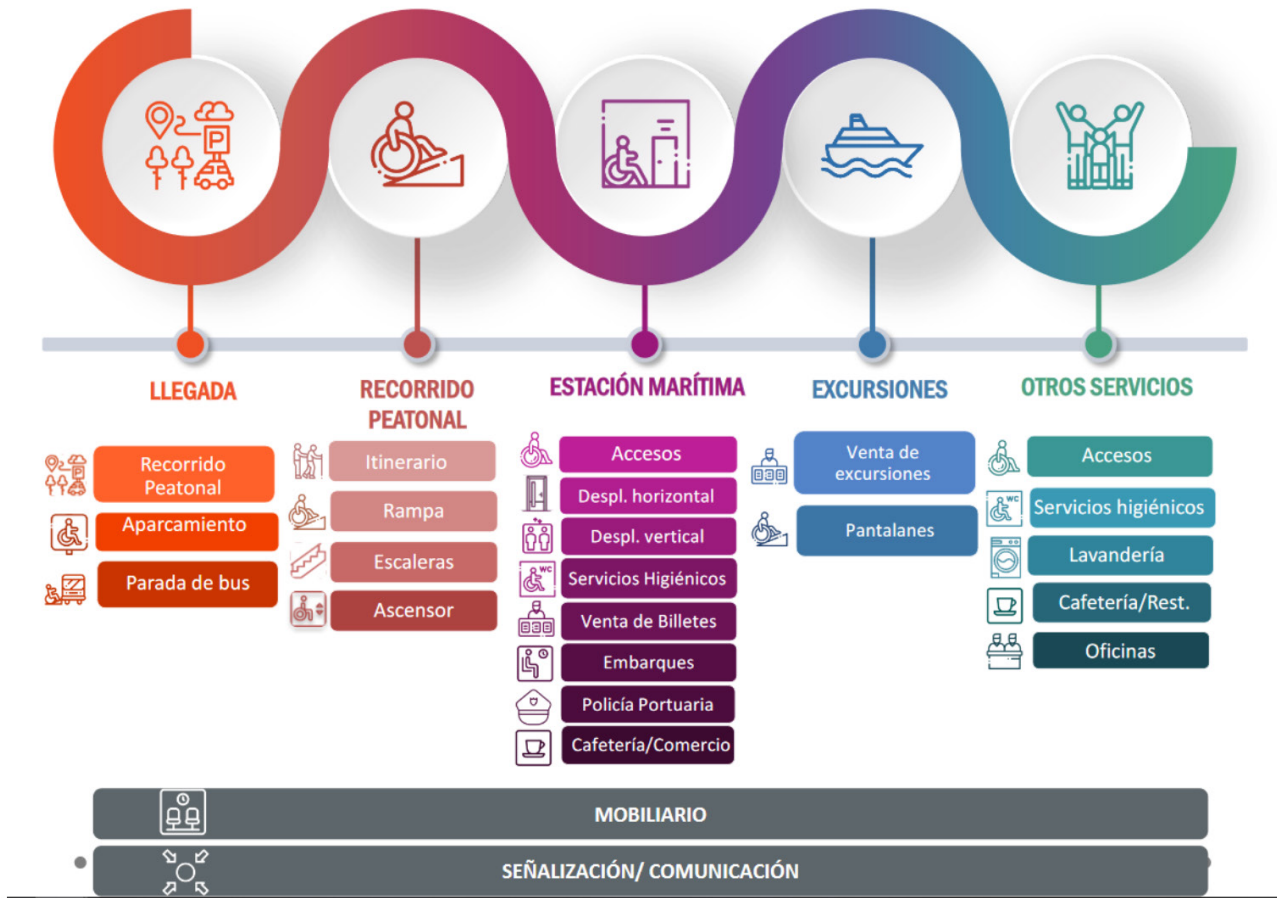 LLEGADA
Recorrido
Peatonal
Aparcamiento
Parada de bus
RECORRIDO
PEATONAL
Itinerario
Rampa
Escaleras
Ascensor
ESTACIÓN MARÍTIMA
Accesos
Despl. horizontal
Despl. vertical
WC
Servicios Higiénicos
Venta de Billetes
Embarques
Policía Portuaria
Cafetería/Comercio
EXCURSIONES
Venta de
excursiones
Pantalanes
OTROS SERVICIOS
Accesos
WC
Servicios higiénicos
Lavandería
Cafetería/Rest.
Oficinas
MOBILIARIO
SEÑALIZACIÓN/ COMUNICACIÓN